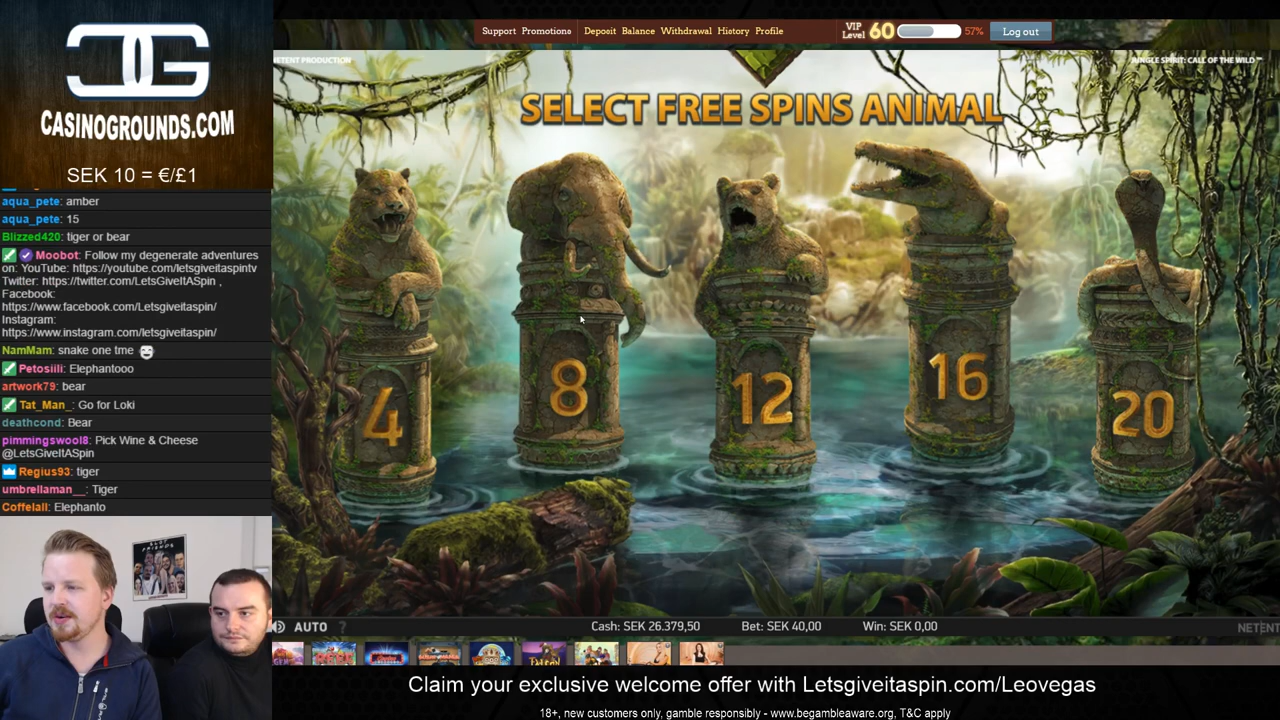 CG
CASINOGROUNDS.COM
SEK 10 = €/£1
aqua_pete: amber
aqua_pete: 15
Blizzed420: tiger or bear
Moobot: Follow my degenerate adventures
on: YouTube: https://youtube.com/letsgiveitaspintv
Twitter: https://twitter.com/LetsGiveItASpin ,
Facebook:
https://www.facebook.com/Letsgiveitaspin/
Instagram:
https://www.instagram.com/letsgiveitaspin/
NamMam: snake one tme
Petosiili: Elephantooo
artwork79: bear
Tat_Man_: Go for Loki
deathcond: Bear
pimmingswool8: Pick Wine & Cheese
@LetsGiveItASpin
Regius93: tiger
umbrellaman__: Tiger
Coffelall: Elephanto
Support Promotions Deposit Balance Withdrawal History Profile
VIP
Level 60 57% Log out
NETENT PRODUCTION
JUNGLE SPIRIT: CALL OF THE WILD™
SELECT FREE SPINS ANIMAL
4 8 12 16 20
AUTO ? Cash: SEK 26.379,50 Bet: SEK 40,00 Win: SEK 0,00 NETENT
Claim your exclusive welcome offer with Letsgiveitaspin.com/Leovegas
18+, new customers only, gamble responsibly - www.begambleaware.org, T&C apply